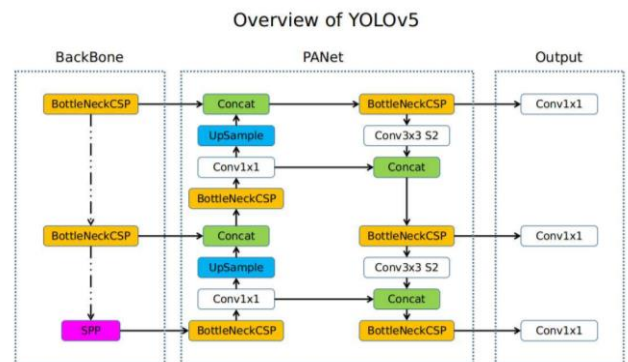 Overview of YOLOv5
BackBone
PANet
Output
BottleNeckCSP
Concat
BottleNeckCSP
Conv1x1
UpSample
Conv3x3 S2
Conv1x1
Concat
BottleNeckCSP
BottleNeckCSP
Concat
BottleNeckCSP
Conv1x1
UpSample
Conv3x3 S2
Conv1x1
Concat
SPP
BottleNeckCSP
BottleNeckCSP
Conv1x1